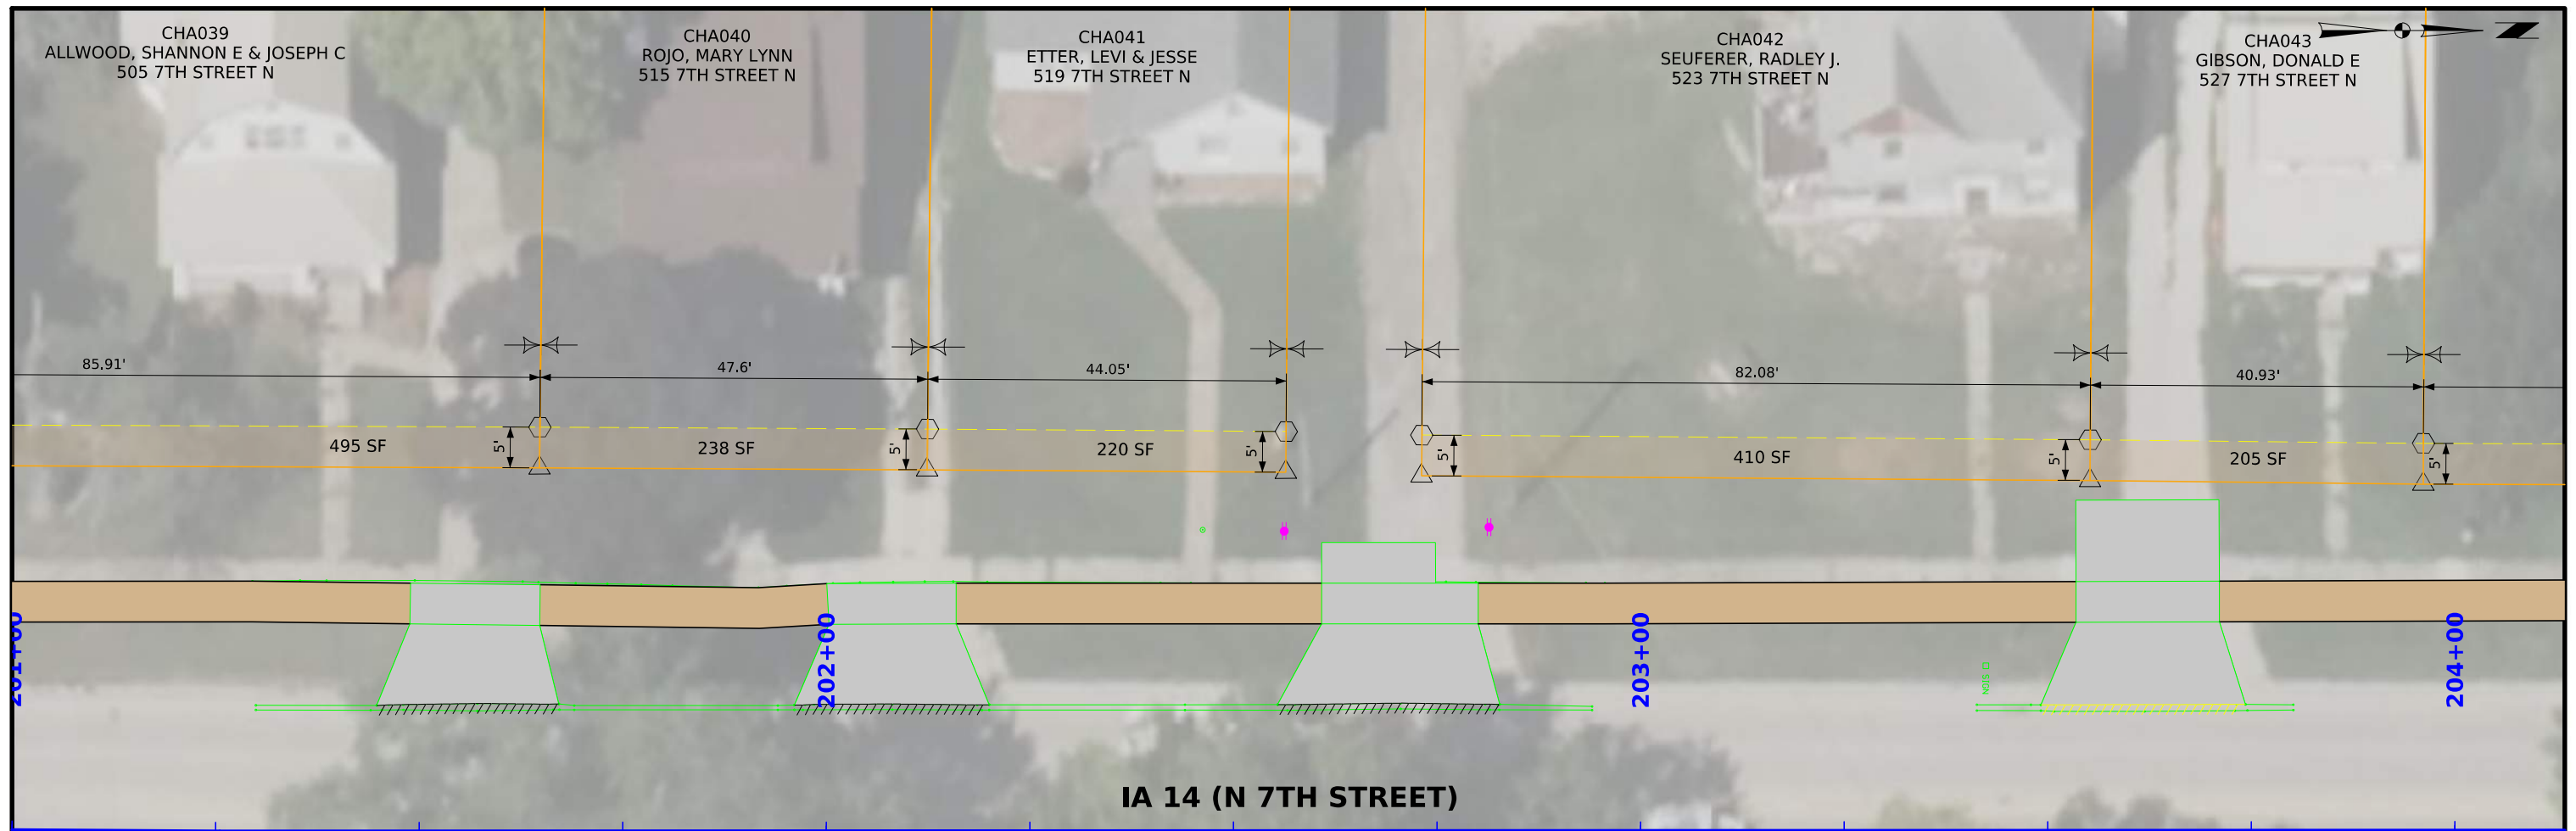 CHA039
ALLWOOD, SHANNON E & JOSEPH C
505 7TH STREET N
CHA040
ROJO, MARY LYNN
515 7TH STREET N
CHA041
ETTER, LEVI & JESSE
519 7TH STREET N
CHA042
SEUFERER, RADLEY J.
523 7TH STREET N
CHA043
GIBSON, DONALD E
527 7TH STREET N
Z
85.91'
47.6'
44.05'
82.08'
40.93'
495 SF
5'
238 SF
5'
220 SF
5'
5'
410 SF
5'
205 SF
5'
201+00
202+00
203+00
204+00
IA 14 (N 7TH STREET)